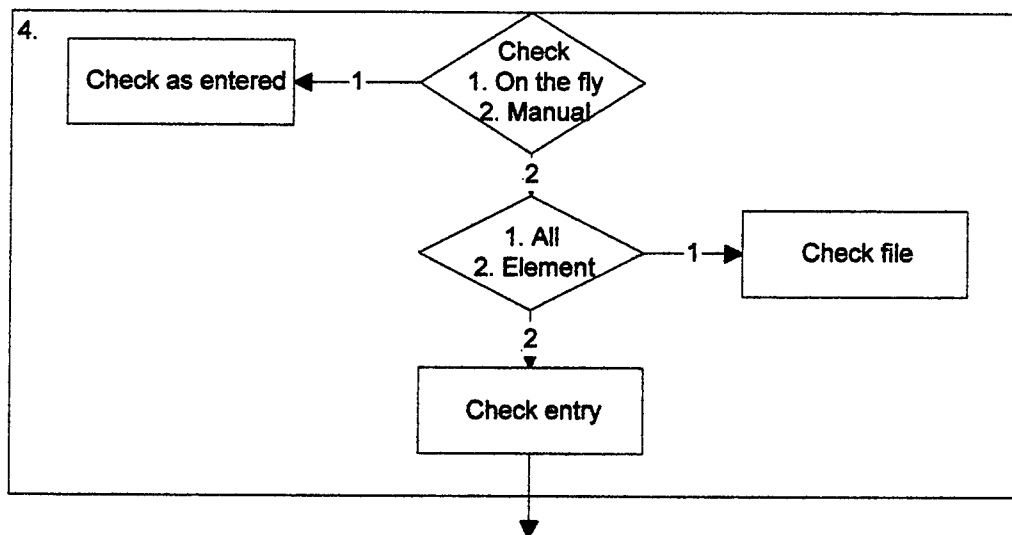 4.
Check
1. On the fly
2. Manual
Check as entered
1
2
1. All
2. Element
1
Check file
2
Check entry